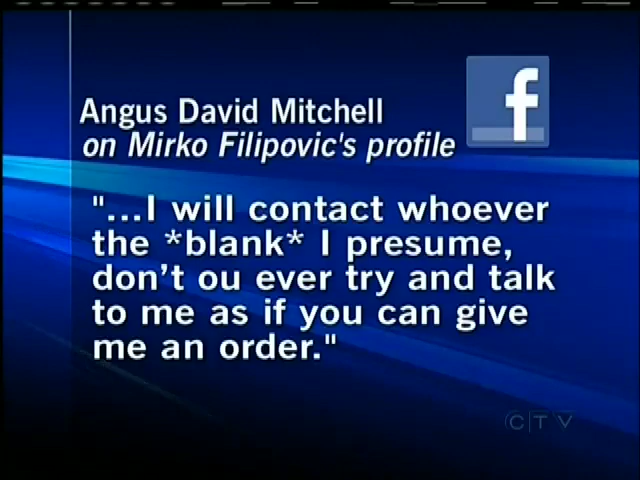 Angus David Mitchell
on Mirko Filipovic's profile
f
"...I will contact whoever
the *blank* I presume,
don't ou ever try and talk
to me as if you can give
me an order."
CTV